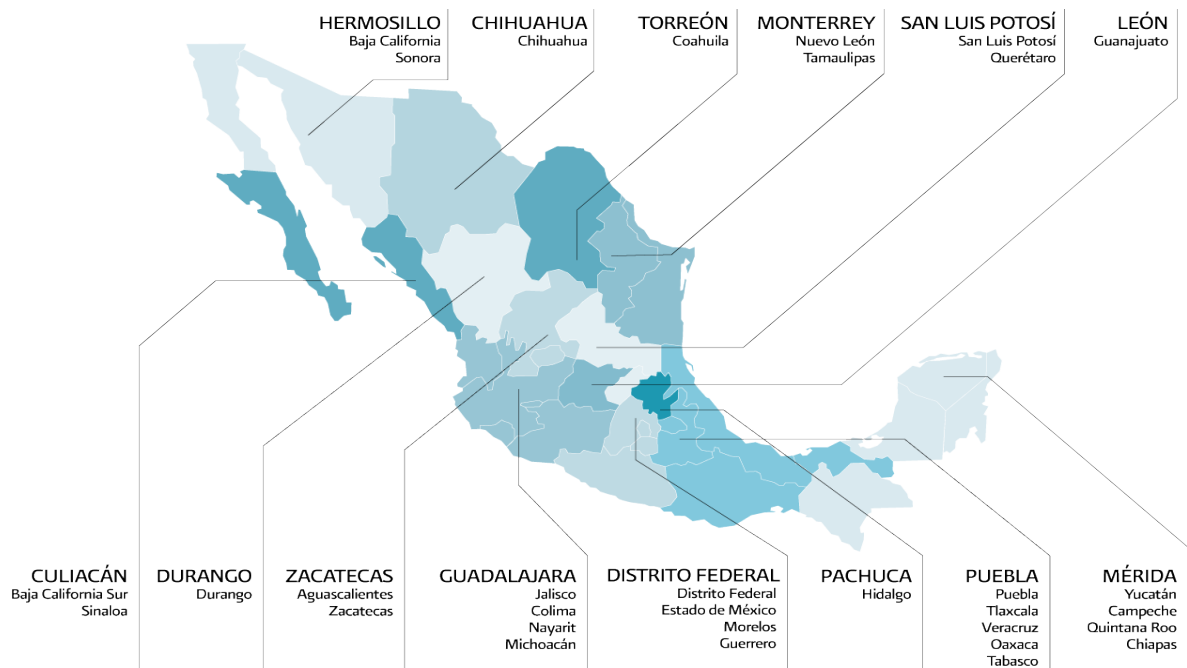 HERMOSILLO
Baja California
Sonora
CHIHUAHUA
Chihuahua
TORREÓN
Coahuila
MONTERREY
Nuevo León
Tamaulipas
SAN LUIS POTOSÍ
San Luis Potosí
Querétaro
LEÓN
Guanajuato
CULIACÁN
Baja California Sur
Sinaloa
DURANGO
Durango
ZACATECAS
Aguascalientes
Zacatecas
GUADALAJARA
Jalisco
Colima
Nayarit
Michoacán
DISTRITO FEDERAL
Distrito Federal
Estado de México
Morelos
Guerrero
PACHUCA
Hidalgo
PUEBLA
Puebla
Tlaxcala
Veracruz
Oaxaca
Tabasco
MÉRIDA
Yucatán
Campeche
Quintana Roo
Chiapas